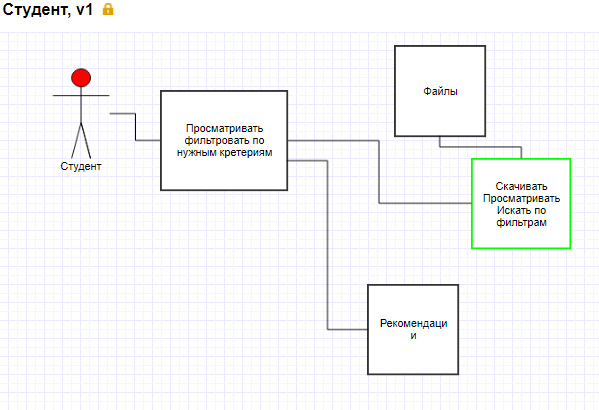 Студент, v1
Студент
Просматривать
фильтровать по
нужным кретериям
Файлы
Скачивать
Просматривать
Искать по
фильтрам
Рекомендаци
и